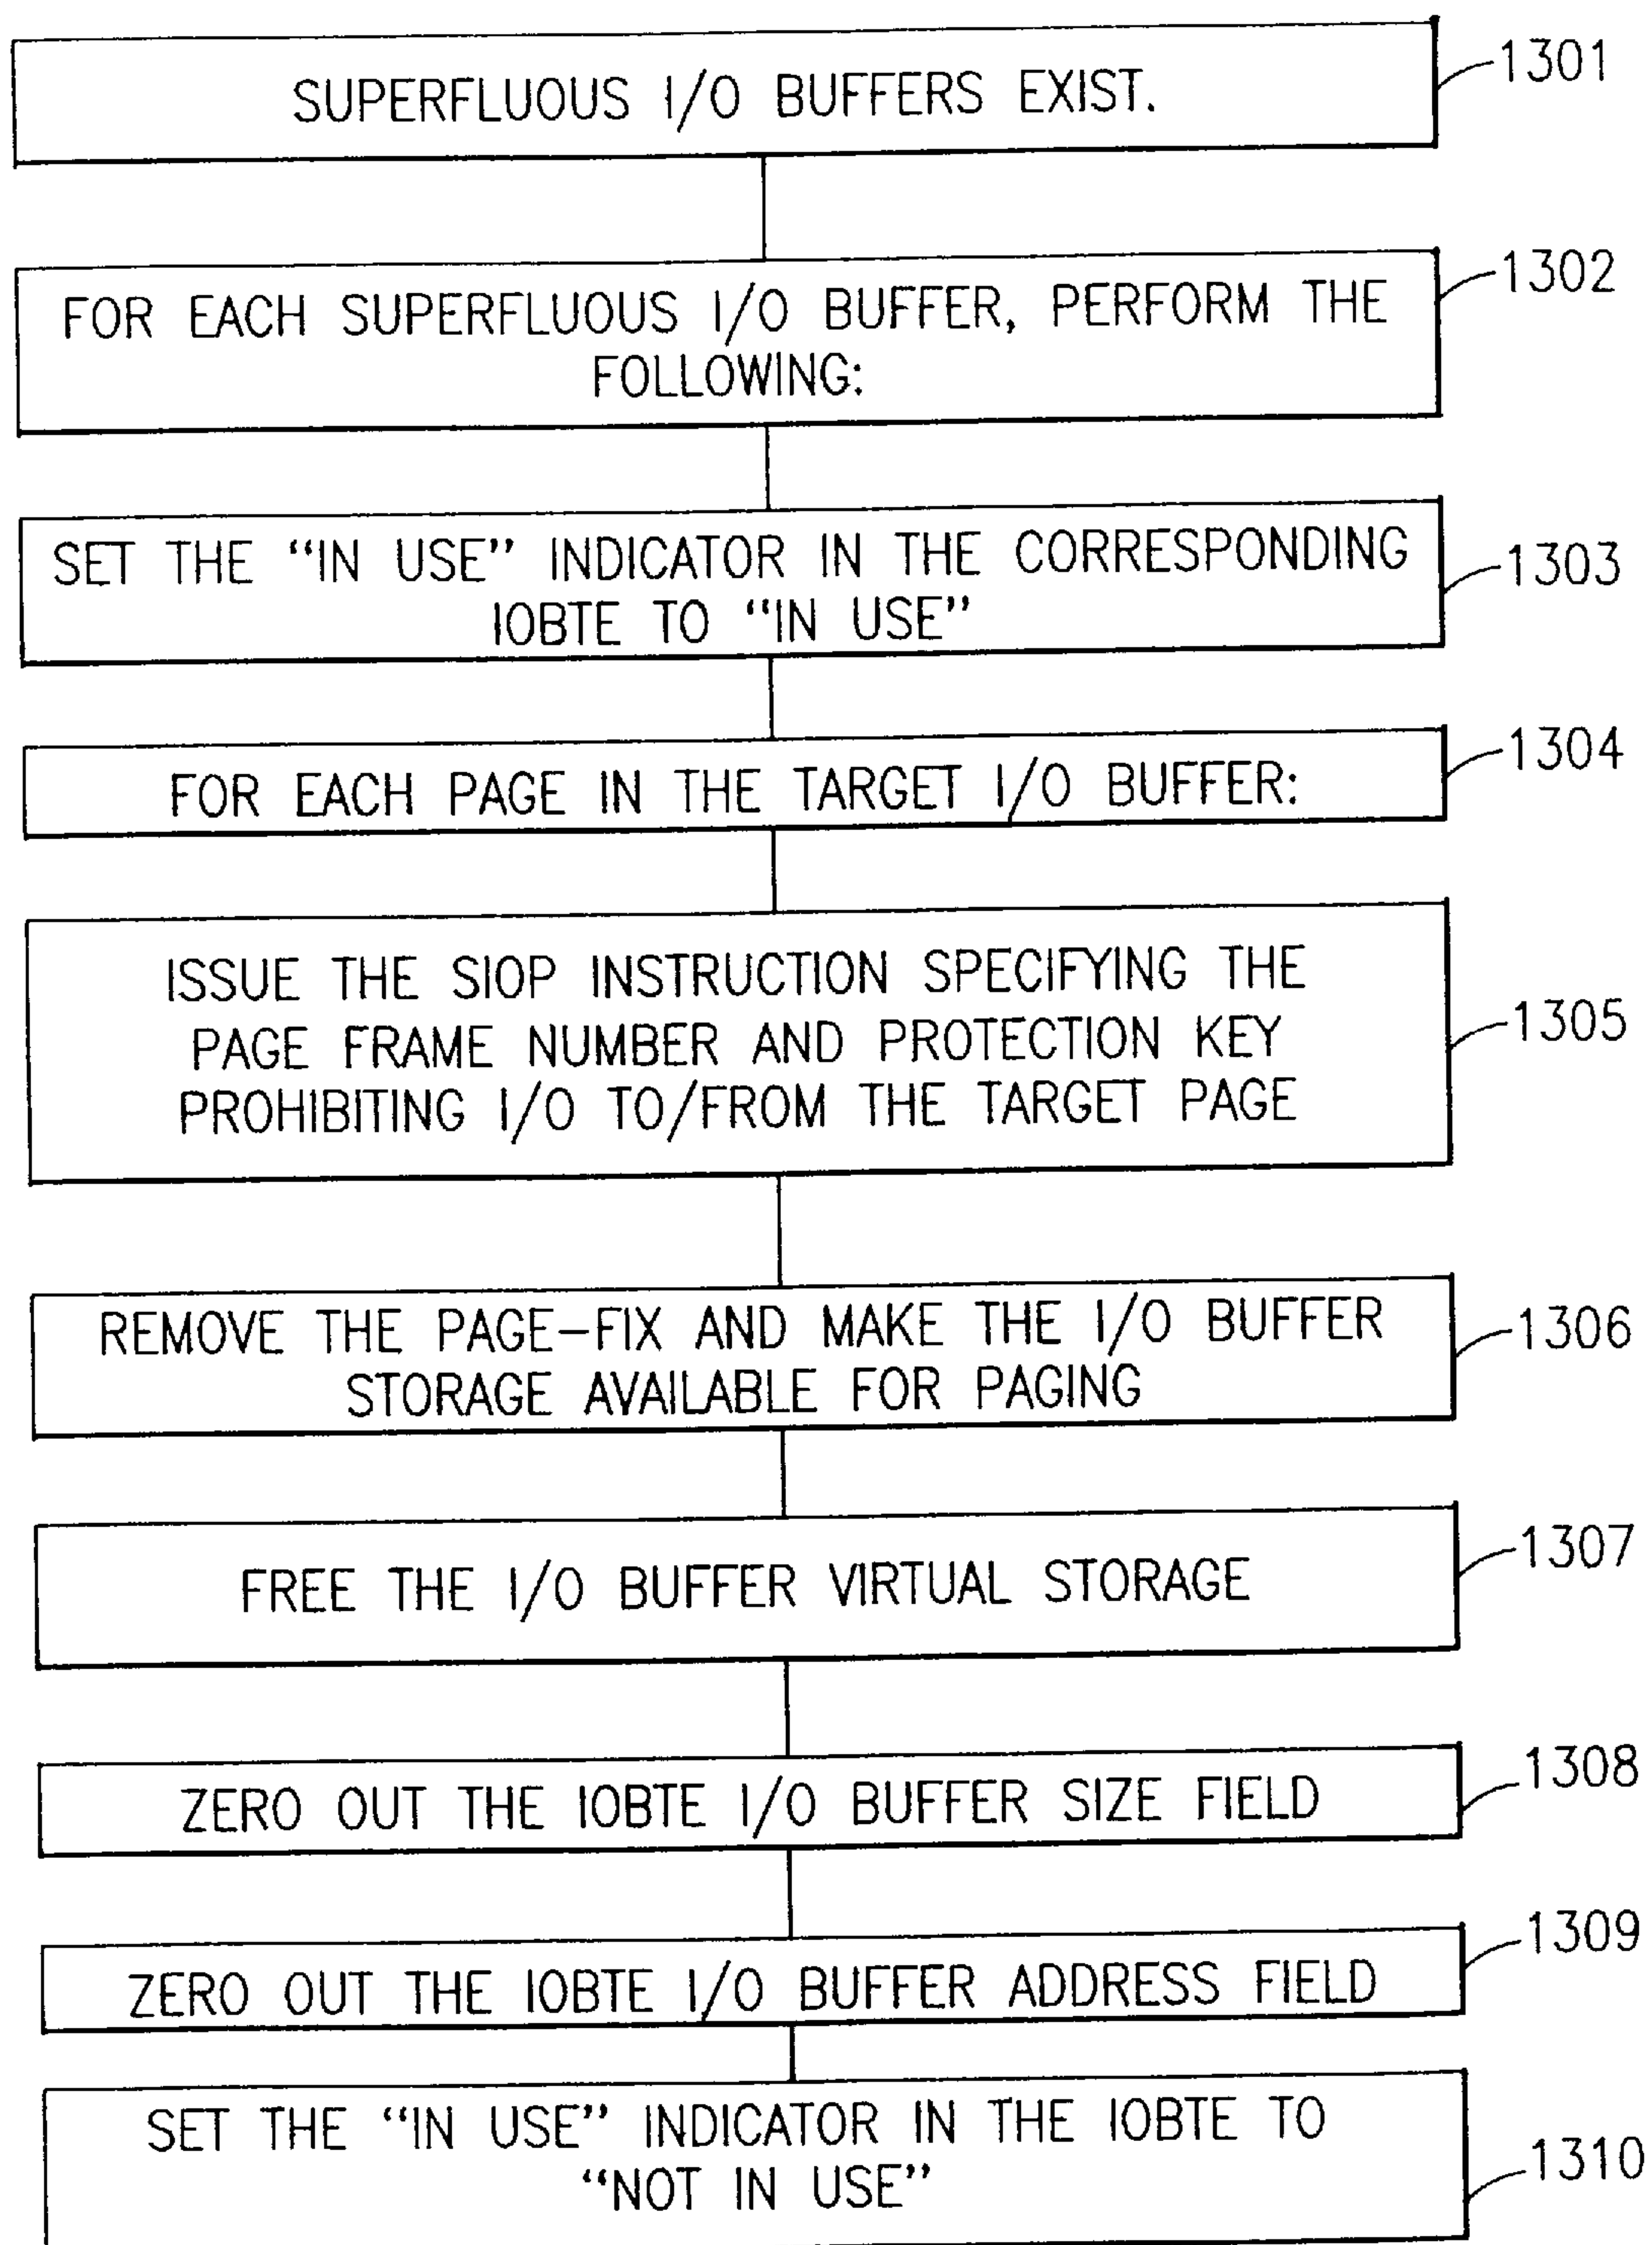 SUPERFLUOUS I/O BUFFERS EXIST.
1301
FOR EACH SUPERFLUOUS I/O BUFFER, PERFORM THE
FOLLOWING:
1302
SET THE “IN USE” INDICATOR IN THE CORRESPONDING
IOBTE TO “IN USE”
1303
FOR EACH PAGE IN THE TARGET I/O BUFFER:
1304
ISSUE THE SIOP INSTRUCTION SPECIFYING THE
PAGE FRAME NUMBER AND PROTECTION KEY
PROHIBITING I/O TO/FROM THE TARGET PAGE
1305
REMOVE THE PAGE–FIX AND MAKE THE I/O BUFFER
STORAGE AVAILABLE FOR PAGING
1306
FREE THE I/O BUFFER VIRTUAL STORAGE
1307
ZERO OUT THE IOBTE I/O BUFFER SIZE FIELD
1308
ZERO OUT THE IOBTE I/O BUFFER ADDRESS FIELD
1309
SET THE “IN USE” INDICATOR IN THE IOBTE TO
“NOT IN USE”
1310